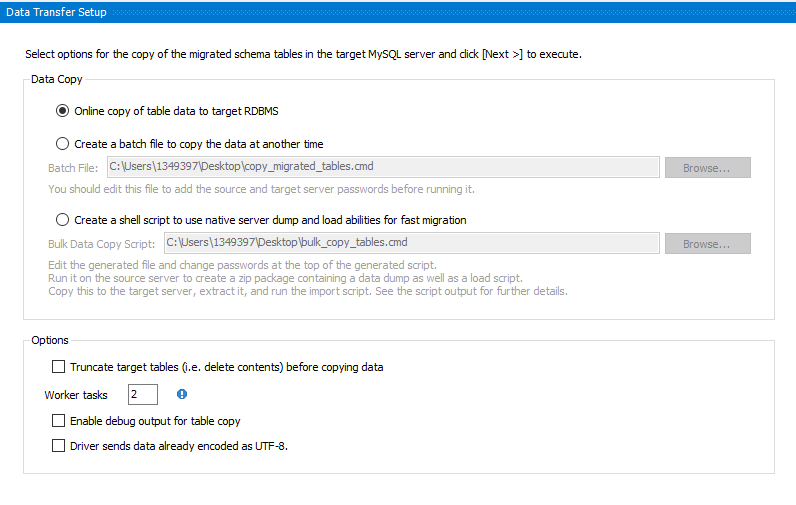 Data Transfer Setup
Select options for the copy of the migrated schema tables in the target MySQL server and click [Next >] to execute.
Data Copy
Online copy of table data to target RDBMS
Create a batch file to copy the data at another time
Batch File: C:\Users\1349397\Desktop\copy_migrated_tables.cmd Browse...
You should edit this file to add the source and target server passwords before running it.
Create a shell script to use native server dump and load abilities for fast migration
Bulk Data Copy Script: C:\Users\1349397\Desktop\bulk_copy_tables.cmd Browse...
Edit the generated file and change passwords at the top of the generated script.
Run it on the source server to create a zip package containing a data dump as well as a load script.
Copy this to the target server, extract it, and run the import script. See the script output for further details.
Options
Truncate target tables (i.e. delete contents) before copying data
Worker tasks 2
Enable debug output for table copy
Driver sends data already encoded as UTF-8.